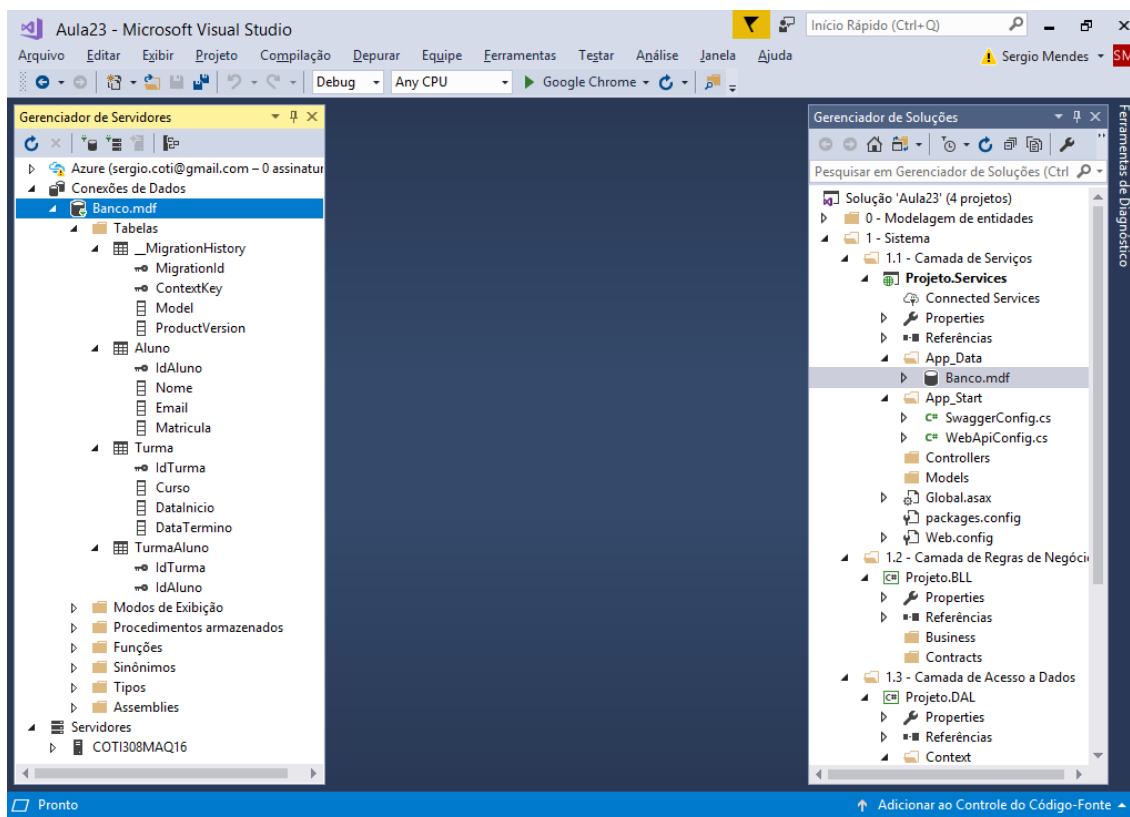 Aula23 - Microsoft Visual Studio
Início Rápido (Ctrl+Q)
Arquivo Editar Exibir Projeto Compilação Depurar Equipe Ferramentas Testar Análise Janela Ajuda
Sergio Mendes SM
Debug Any CPU Google Chrome
Gerenciador de Servidores
Azure (sergio.coti@gmail.com – 0 assinatur
Conexões de Dados
Banco.mdf
Tabelas
__MigrationHistory
MigrationId
ContextKey
Model
ProductVersion
Aluno
IdAluno
Nome
Email
Matricula
Turma
IdTurma
Curso
DataInicio
DataTermino
TurmaAluno
IdTurma
IdAluno
Modos de Exibição
Procedimentos armazenados
Funções
Sinônimos
Tipos
Assemblies
Servidores
COTI308MAQ16
Gerenciador de Soluções
Pesquisar em Gerenciador de Soluções (Ctrl
Solução 'Aula23' (4 projetos)
0 - Modelagem de entidades
1 - Sistema
1.1 - Camada de Serviços
Projeto.Services
Connected Services
Properties
Referências
App_Data
Banco.mdf
App_Start
C# SwaggerConfig.cs
C# WebApiConfig.cs
Controllers
Models
Global.asax
packages.config
Web.config
1.2 - Camada de Regras de Negóci
C# Projeto.BLL
Properties
Referências
Business
Contracts
1.3 - Camada de Acesso a Dados
C# Projeto.DAL
Properties
Referências
Context
Ferramentas de Diagnóstico
Pronto
Adicionar ao Controle do Código-Fonte